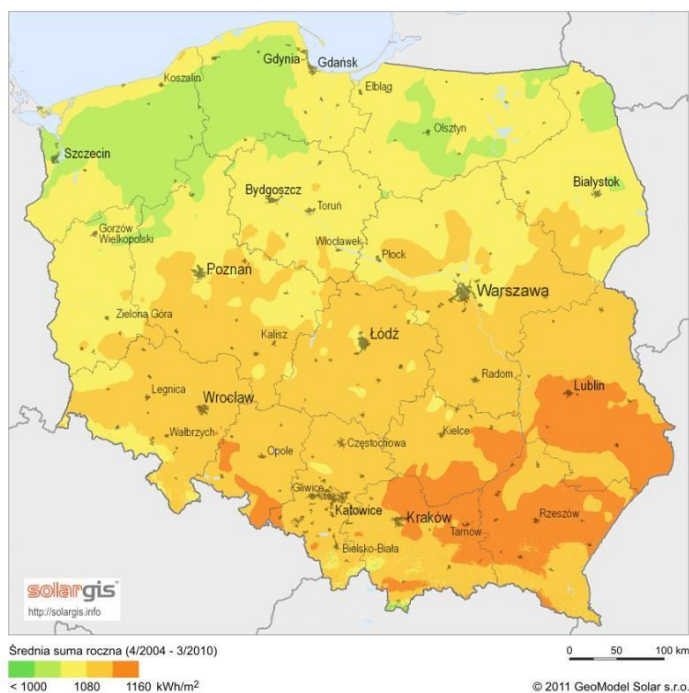 Gdynia
Gdańsk
Koszalin
Elbląg
Olsztyn
Szczecin
Białystok
Bydgoszcz
Toruń
Gorzów
Wielkopolski
Włocławek
Płock
Poznań
Warszawa
Zielona Góra
Kalisz
Łódź
Radom
Legnica
Wrocław
Lublin
Wałbrzych
Opole
Częstochowa
Kielce
Gliwice
Katowice
Kraków
Tarnów
Rzeszów
Bielsko-Biała
solargis
http://solargis.info
Średnia suma roczna (4/2004 - 3/2010)
0 50 100 km
< 1000 1080 1160 kWh/m²
© 2011 GeoModel Solar s.r.o.